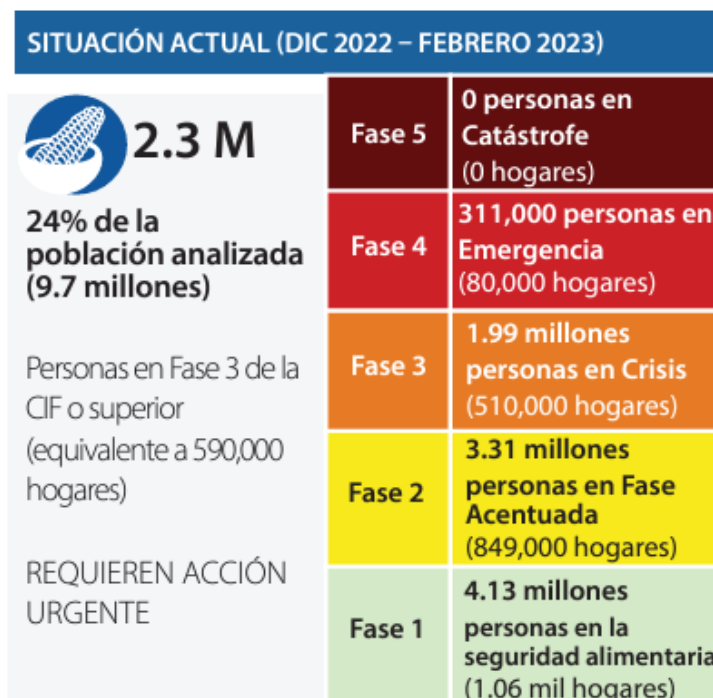 SITUACIÓN ACTUAL (DIC 2022 – FEBRERO 2023)
2.3 M
24% de la
población analizada
(9.7 millones)
Personas en Fase 3 de la
CIF o superior
(equivalente a 590,000
hogares)
REQUIEREN ACCIÓN
URGENTE
Fase 5
0 personas en
Catástrofe
(0 hogares)
Fase 4
311,000 personas en
Emergencia
(80,000 hogares)
Fase 3
1.99 millones
personas en Crisis
(510,000 hogares)
Fase 2
3.31 millones
personas en Fase
Acentuada
(849,000 hogares)
Fase 1
4.13 millones
personas en la
seguridad alimentaria
(1.06 mil hogares)